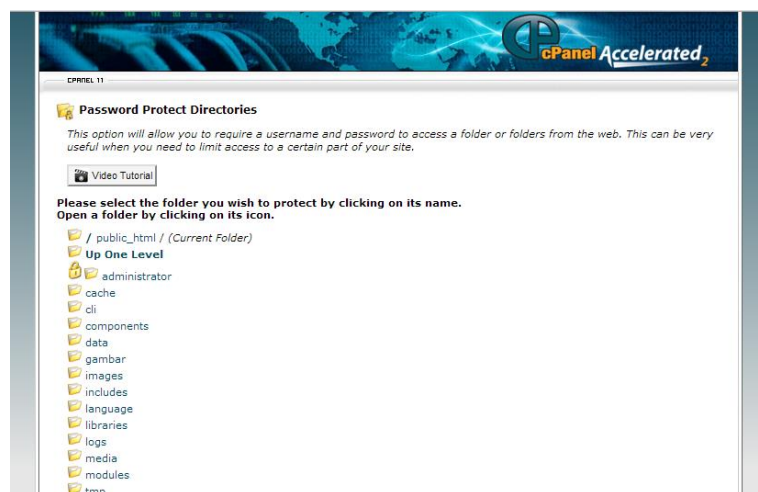 cPanel Accelerated2
CPANEL 11
Password Protect Directories
This option will allow you to require a username and password to access a folder or folders from the web. This can be very
useful when you need to limit access to a certain part of your site.
Video Tutorial
Please select the folder you wish to protect by clicking on its name.
Open a folder by clicking on its icon.
/ public_html / (Current Folder)
Up One Level
administrator
cache
cli
components
data
gambar
images
includes
language
libraries
logs
media
modules
tmp